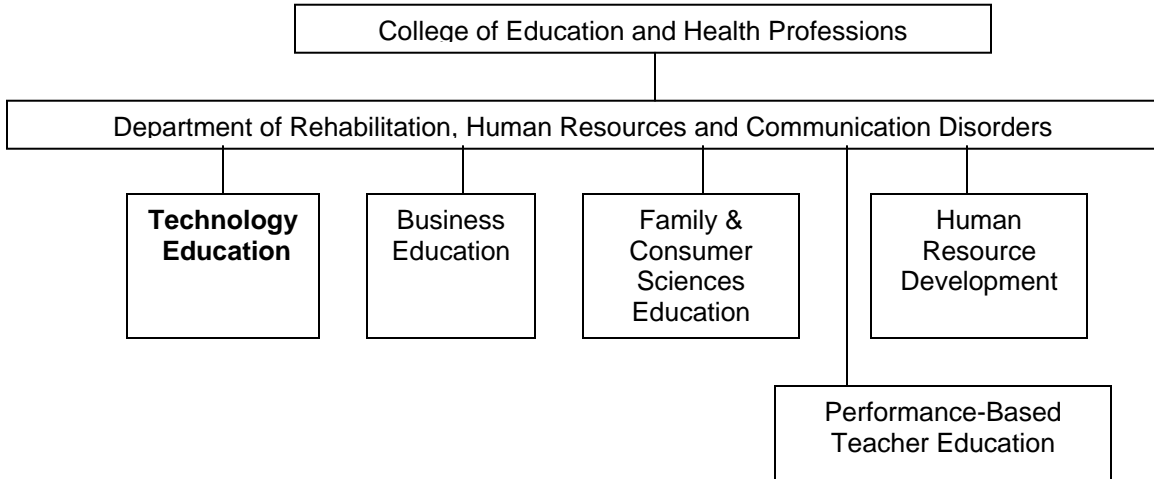 College of Education and Health Professions
Department of Rehabilitation, Human Resources and Communication Disorders
Technology
Education
Business
Education
Family &
Consumer
Sciences
Education
Human
Resource
Development
Performance-Based
Teacher Education